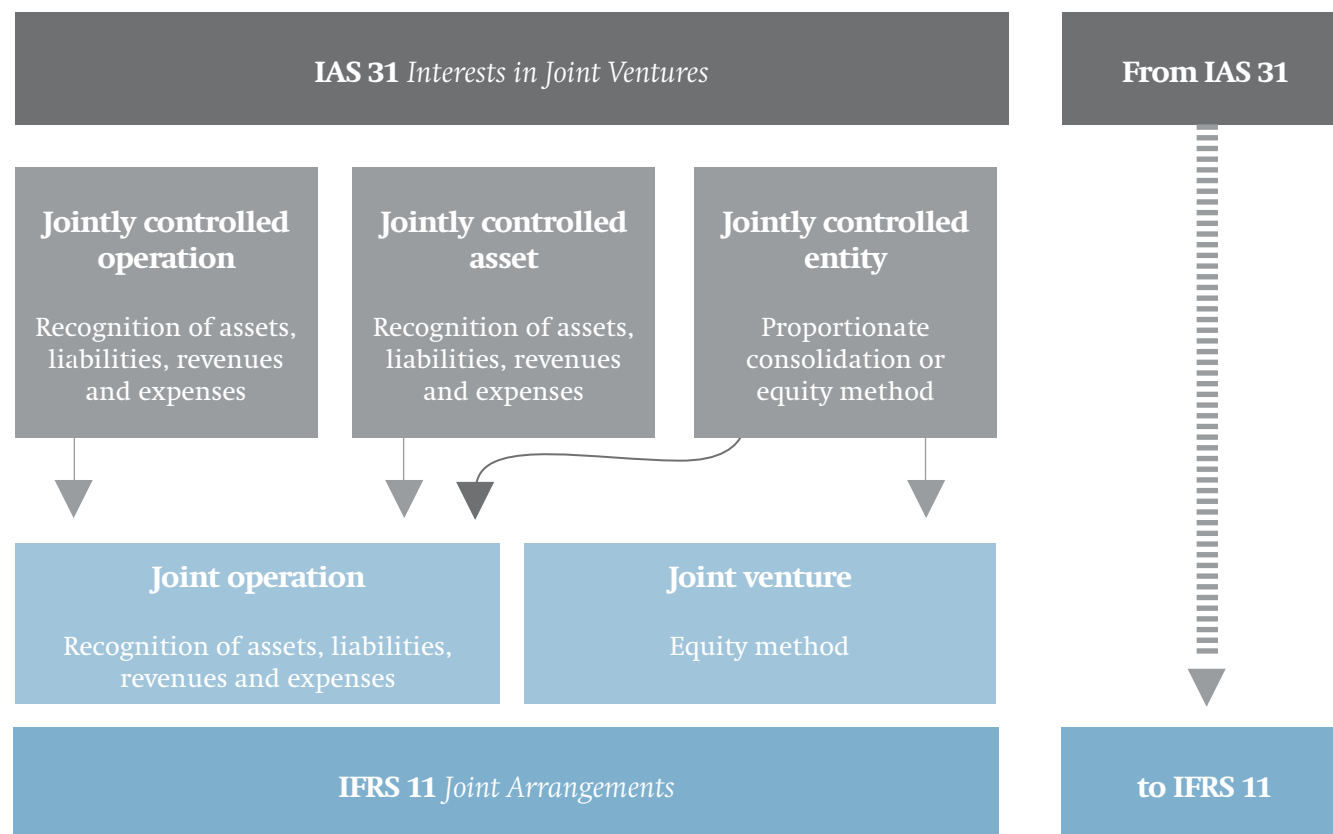 IAS 31 Interests in Joint Ventures
From IAS 31
Jointly controlled
operation
Recognition of assets,
liabilities, revenues
and expenses
Jointly controlled
asset
Recognition of assets,
liabilities, revenues
and expenses
Jointly controlled
entity
Proportionate
consolidation or
equity method
Joint operation
Recognition of assets, liabilities,
revenues and expenses
Joint venture
Equity method
IFRS 11 Joint Arrangements
to IFRS 11